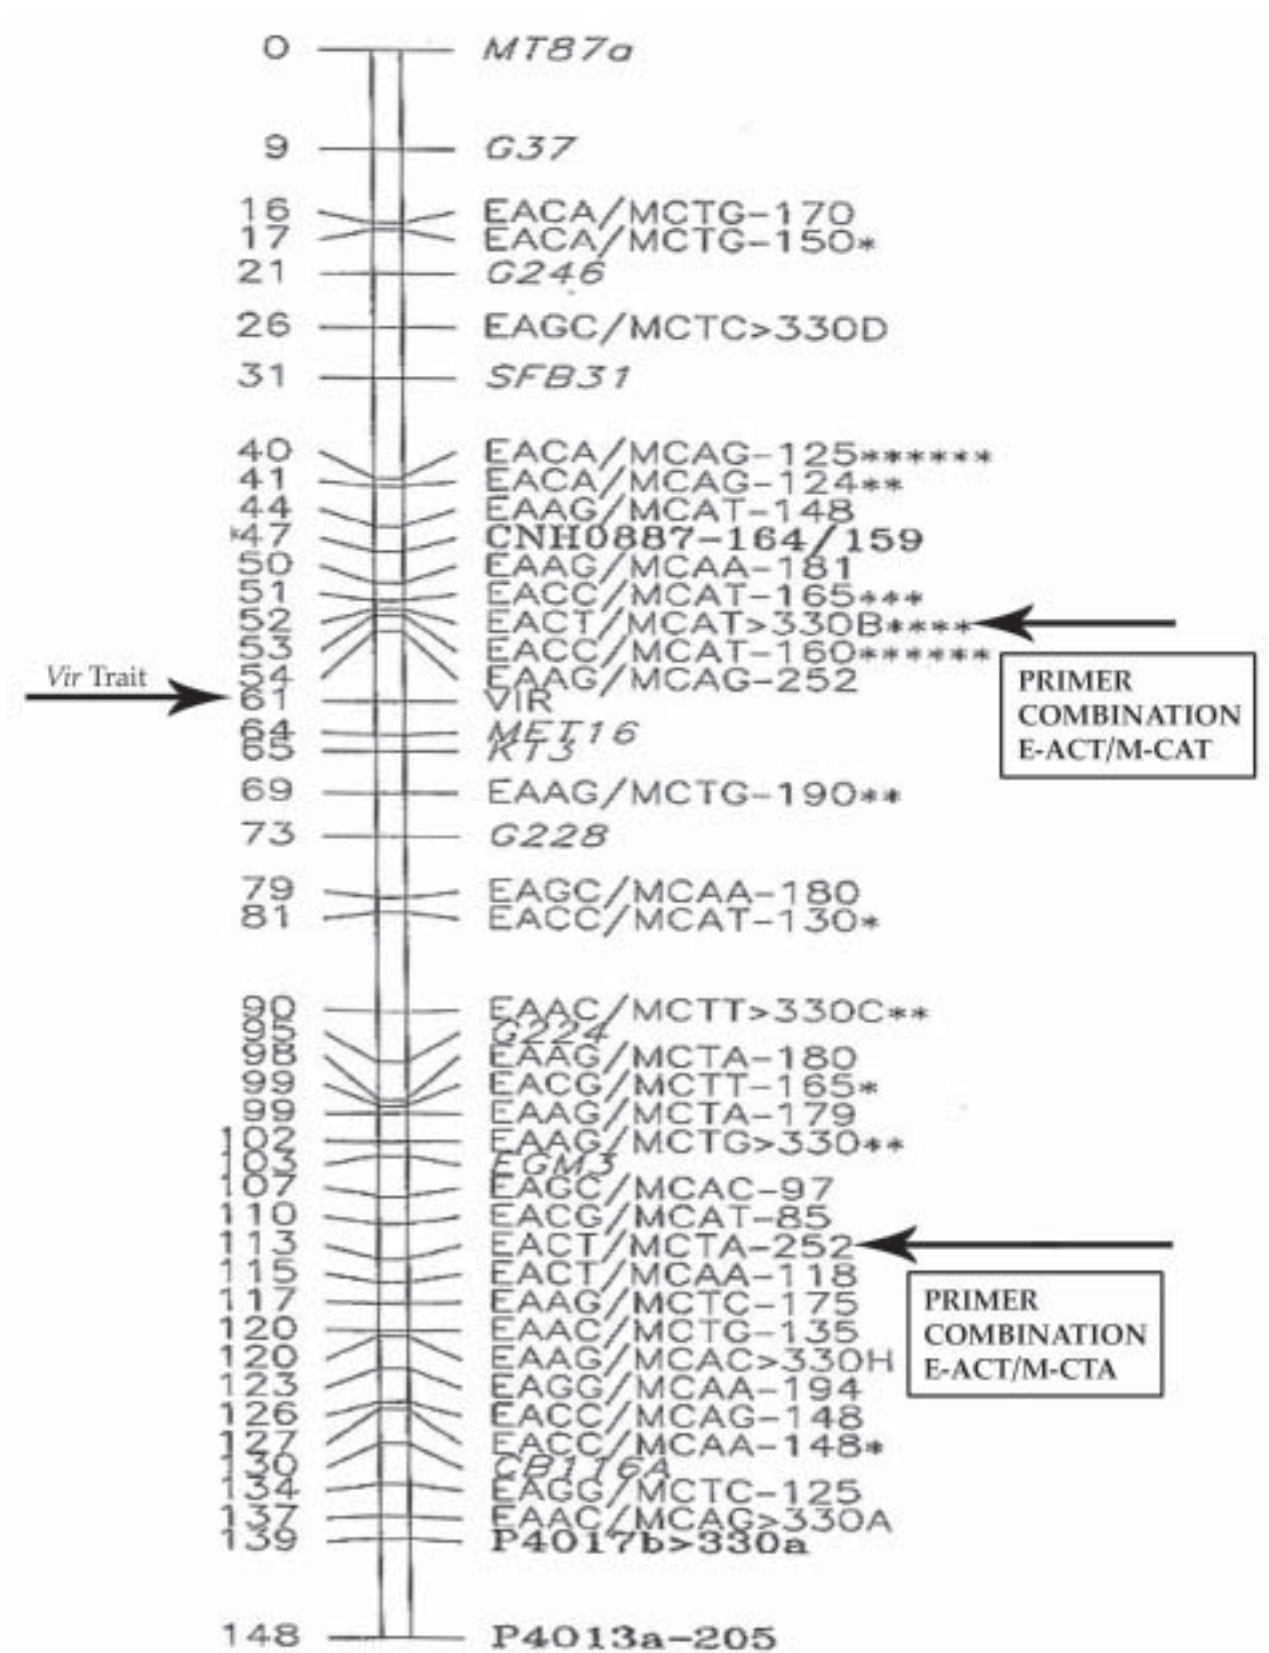 0 MT87a
9 G37
16 EACA/MCTG-170
17 EACA/MCTG-150*
21 G246
26 EAGC/MCTC>330D
31 SFB31
40 EACA/MCAG-125******
41 EACA/MCAG-124**
44 EAAG/MCAT-148
47 CNH0887-164/159
50 EAAG/MCAA-181
51 EACC/MCAT-165***
52 EACT/MCAT>330B****
53 EACC/MCAT-160******
54 EAAG/MCAG-252
Vir Trait
61 VIR
PRIMER
COMBINATION
E-ACT/M-CAT
64 MET16
65 KT3
69 EAAG/MCTG-190**
73 G228
79 EAGC/MCAA-180
81 EACC/MCAT-130*
90 EAAC/MCTT>330C**
95 G224
98 EAAG/MCTA-180
99 EACG/MCTT-165*
99 EAAG/MCTA-179
102 EAAG/MCTG>330**
103 FGM3
107 EAGC/MCAC-97
110 EACG/MCAT-85
113 EACT/MCTA-252
115 EACT/MCAA-118
117 EAAG/MCTC-175
120 EAAC/MCTG-135
120 EAAG/MCAC>330H
PRIMER
COMBINATION
E-ACT/M-CTA
123 EAGG/MCAA-194
126 EACC/MCAG-148
127 EACC/MCAA-148*
130 CB116A
134 EAGG/MCTC-125
137 EAAC/MCAG>330A
139 P4017b>330a
148 P4013a-205